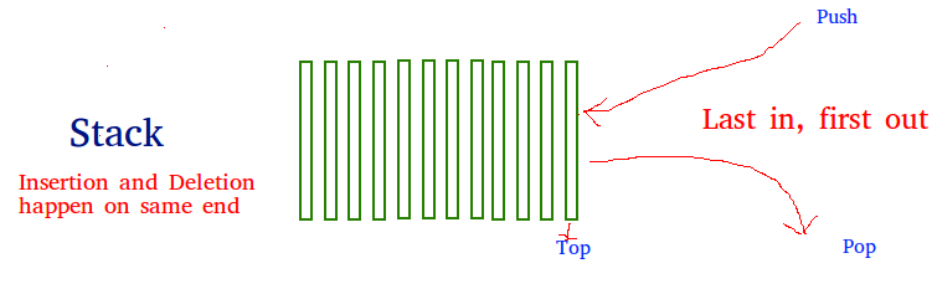 Push
Last in, first out
Stack
Insertion and Deletion
happen on same end
Top
Pop